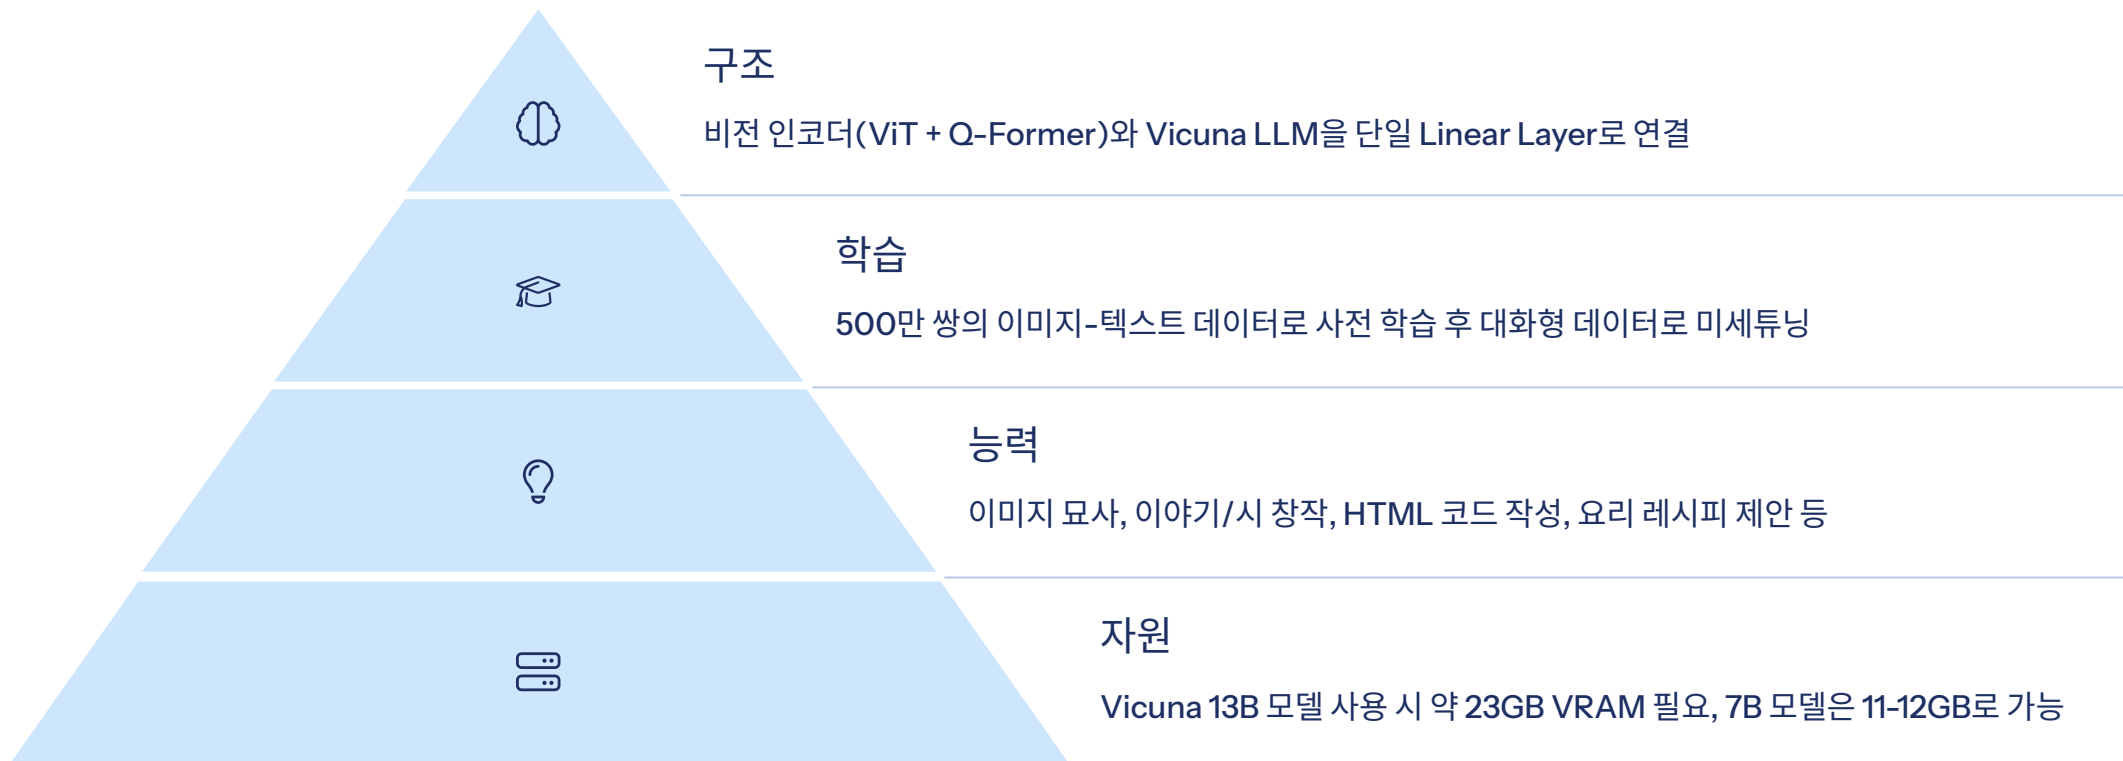 구조
비전 인코더(ViT + Q-Former)와 Vicuna LLM을 단일 Linear Layer로 연결
학습
500만 쌍의 이미지-텍스트 데이터로 사전 학습 후 대화형 데이터로 미세튜닝
능력
이미지 묘사, 이야기/시 창작, HTML 코드 작성, 요리 레시피 제안 등
자원
Vicuna 13B 모델 사용 시 약 23GB VRAM 필요, 7B 모델은 11-12GB로 가능